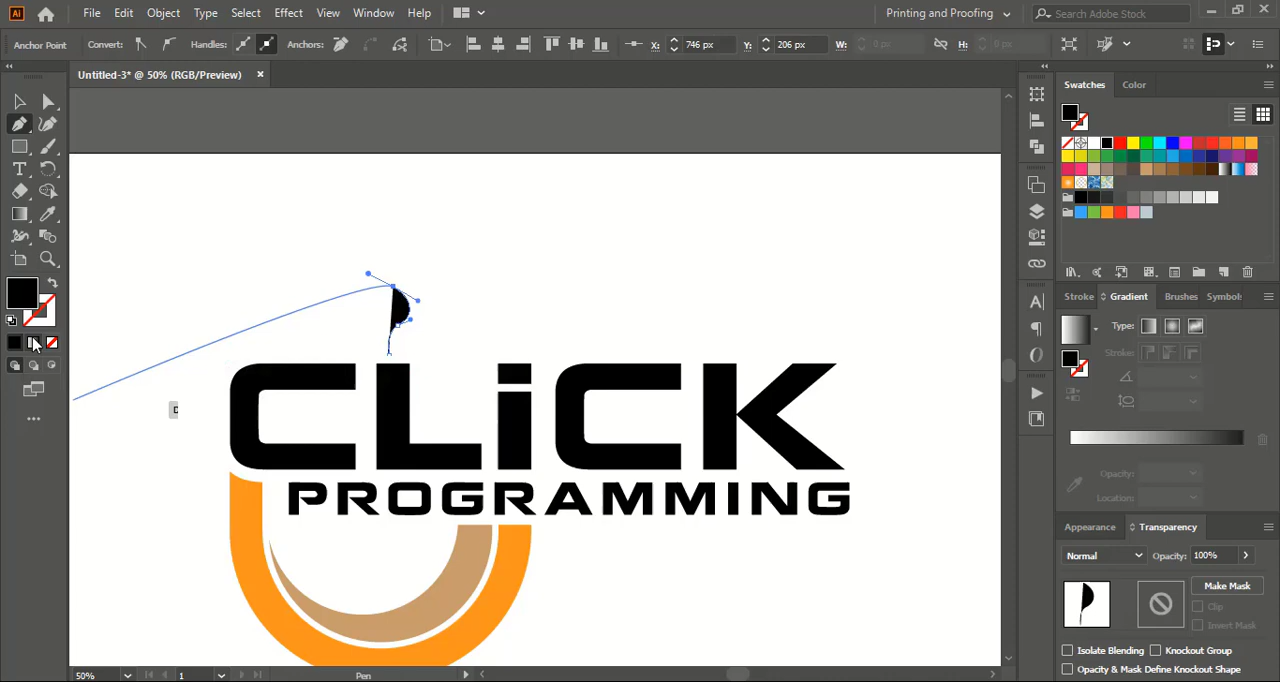 Ai File Edit Object Type Select Effect View Window Help Printing and Proofing Search Adobe Stock
Anchor Point Convert: Handles: Anchors: X: 746 px Y: 206 px W: 0 px H: 0 px
Untitled-3* @ 50% (RGB/Preview)
Swatches Color
Stroke Gradient Brushes Symbols
Type:
Stroke:
Opacity:
Location:
Appearance Transparency
Normal Opacity: 100%
Make Mask
Clip
Invert Mask
Isolate Blending Knockout Group
Opacity & Mask Define Knockout Shape
CLiCK
PROGRAMMING
50% 1 Pen